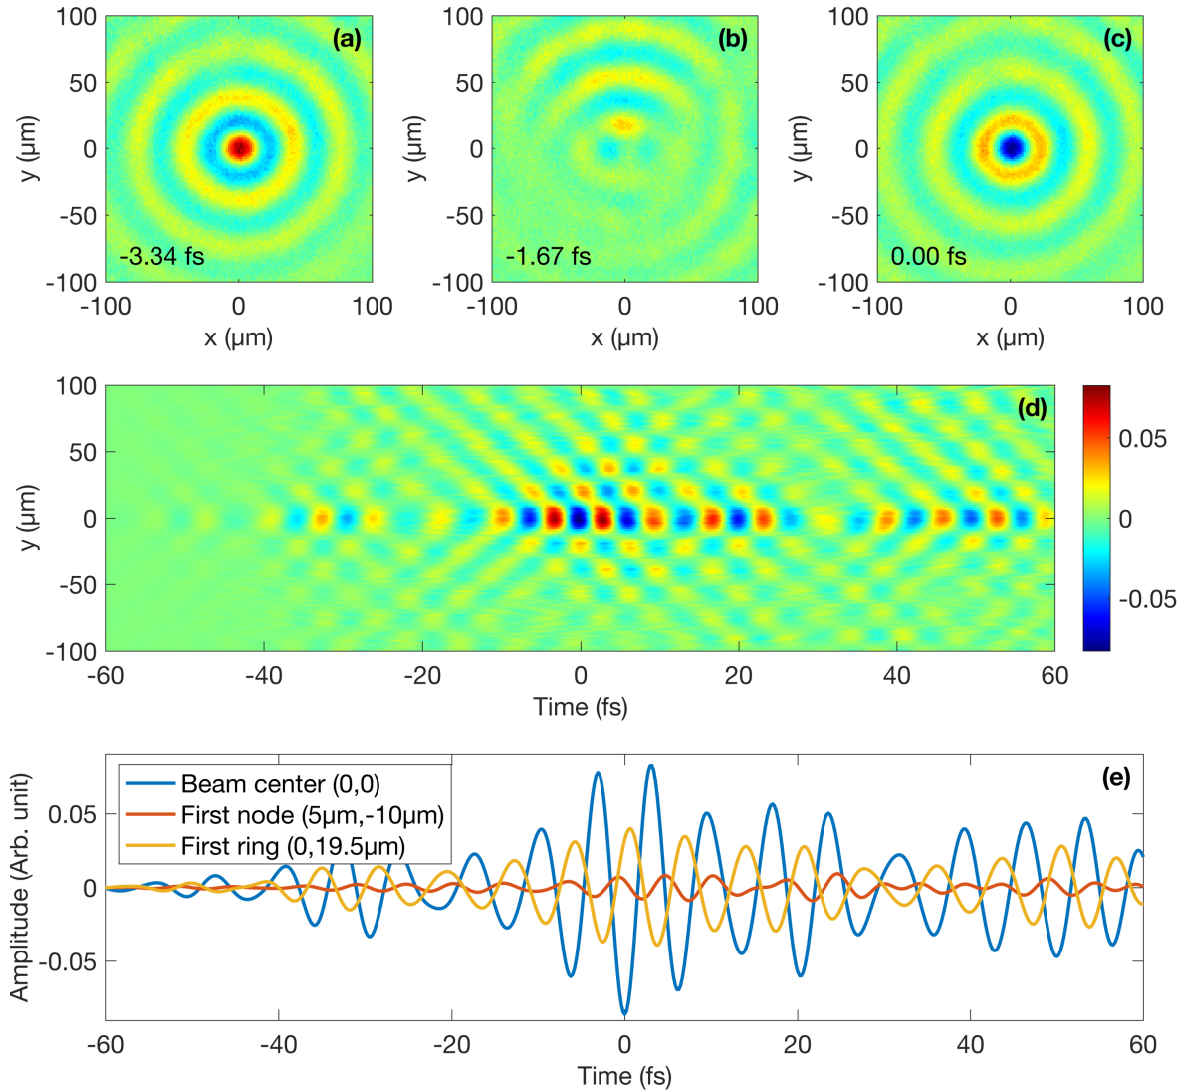 100
50
0
-50
-100
y (μm)
(a)
-3.34 fs
-100
0
100
x (μm)
100
50
0
-50
-100
y (μm)
(b)
-1.67 fs
-100
0
100
x (μm)
100
50
0
-50
-100
y (μm)
(c)
0.00 fs
-100
0
100
x (μm)
100
50
0
-50
-100
y (μm)
(d)
-60
-40
-20
0
20
40
60
Time (fs)
0.05
0
-0.05
0.05
0
-0.05
Amplitude (Arb. unit)
Beam center (0,0)
First node (5μm,-10μm)
First ring (0,19.5μm)
(e)
-60
-40
-20
0
20
40
60
Time (fs)